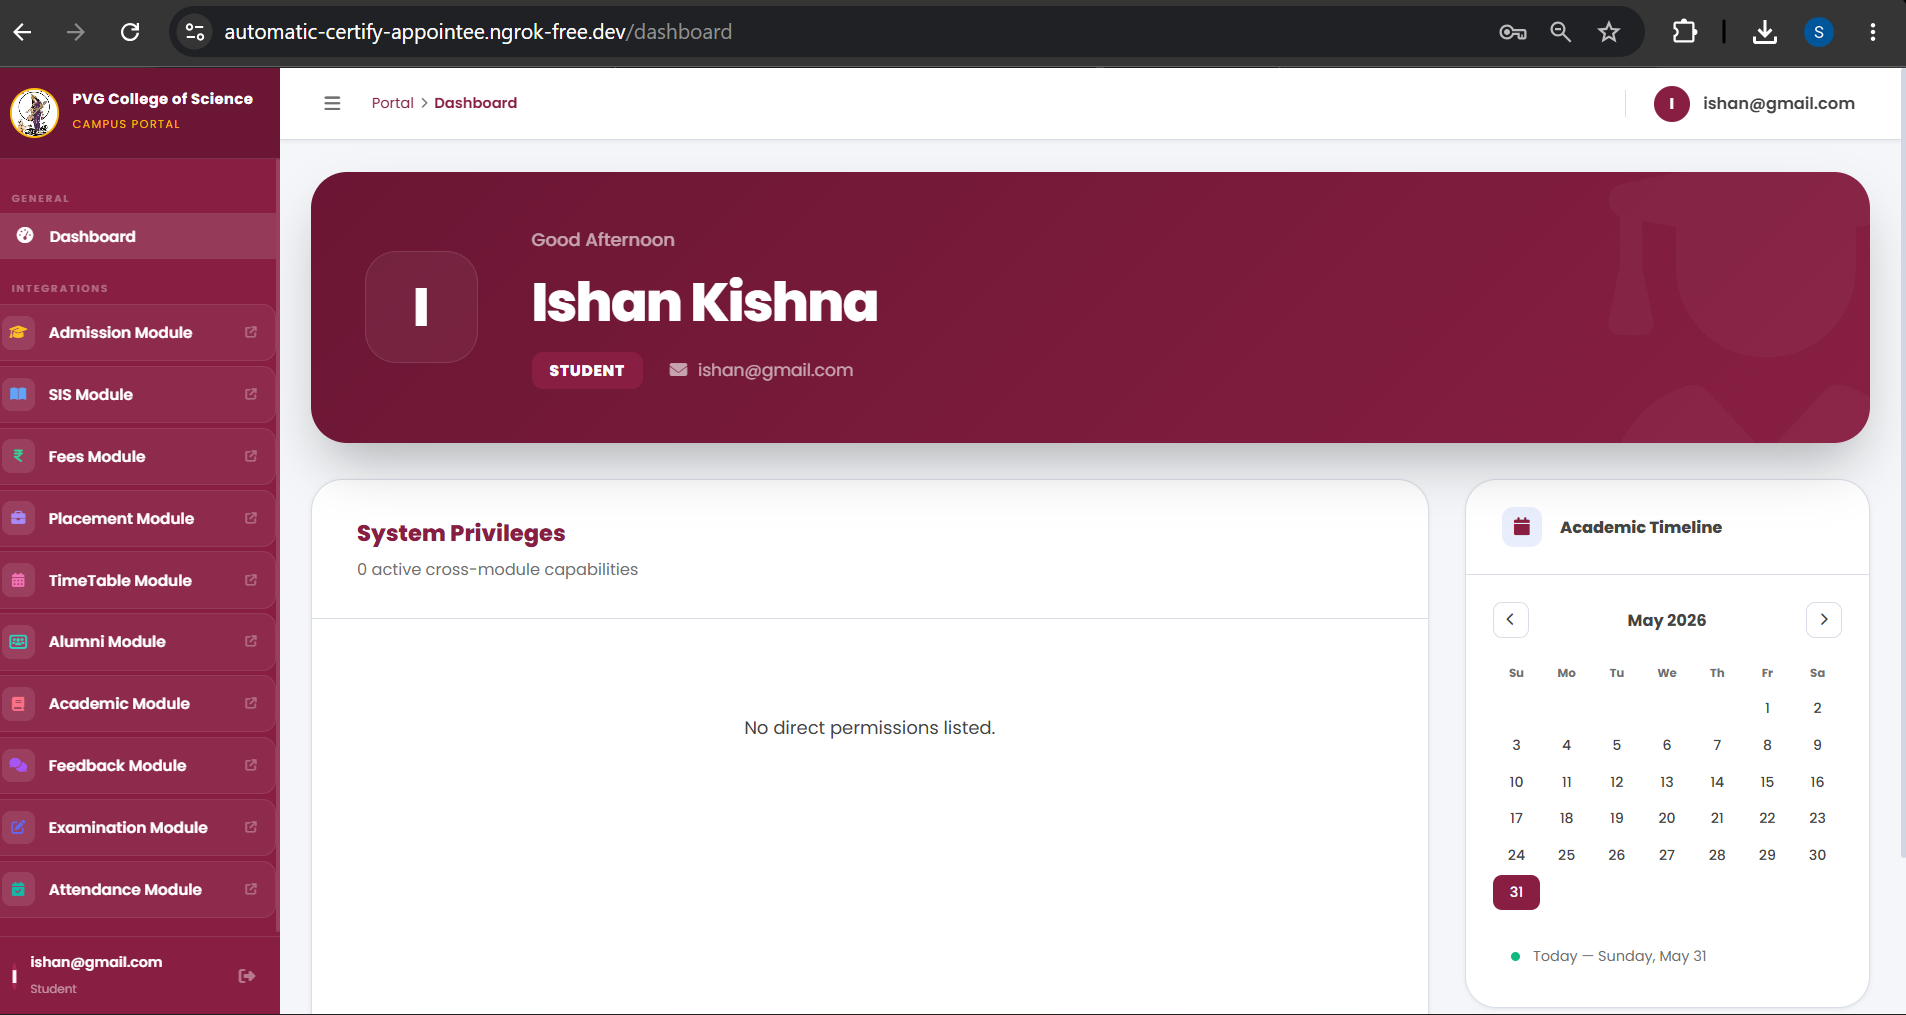 automatic-certify-appointee.ngrok-free.dev/dashboard
S
PVG College of Science
CAMPUS PORTAL
GENERAL
Dashboard
INTEGRATIONS
Admission Module
SIS Module
₹
Fees Module
Placement Module
TimeTable Module
Alumni Module
Academic Module
Feedback Module
Examination Module
Attendance Module
I
ishan@gmail.com
Student
Portal > Dashboard
I
ishan@gmail.com
I
Good Afternoon
Ishan Kishna
STUDENT
ishan@gmail.com
System Privileges
0 active cross-module capabilities
No direct permissions listed.
Academic Timeline
May 2026
Su Mo Tu We Th Fr Sa
1 2
3 4 5 6 7 8 9
10 11 12 13 14 15 16
17 18 19 20 21 22 23
24 25 26 27 28 29 30
31
Today — Sunday, May 31